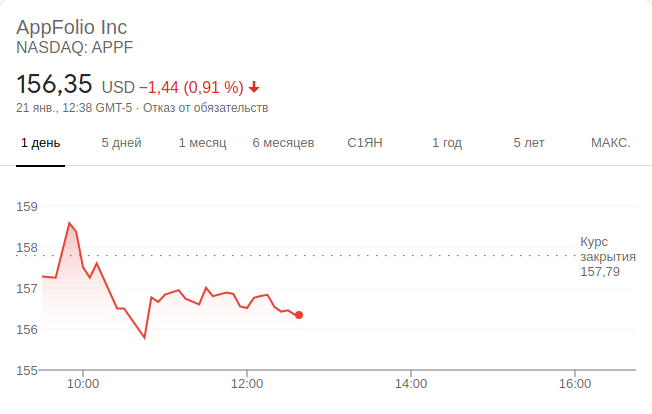 AppFolio Inc
NASDAQ: APPF
156,35 USD −1,44 (0,91 %)
21 янв., 12:38 GMT-5 · Отказ от обязательств
1 день 5 дней 1 месяц 6 месяцев С1ЯН 1 год 5 лет МАКС.
159
158
157
156
155
Курс
закрытия
157,79
10:00 12:00 14:00 16:00